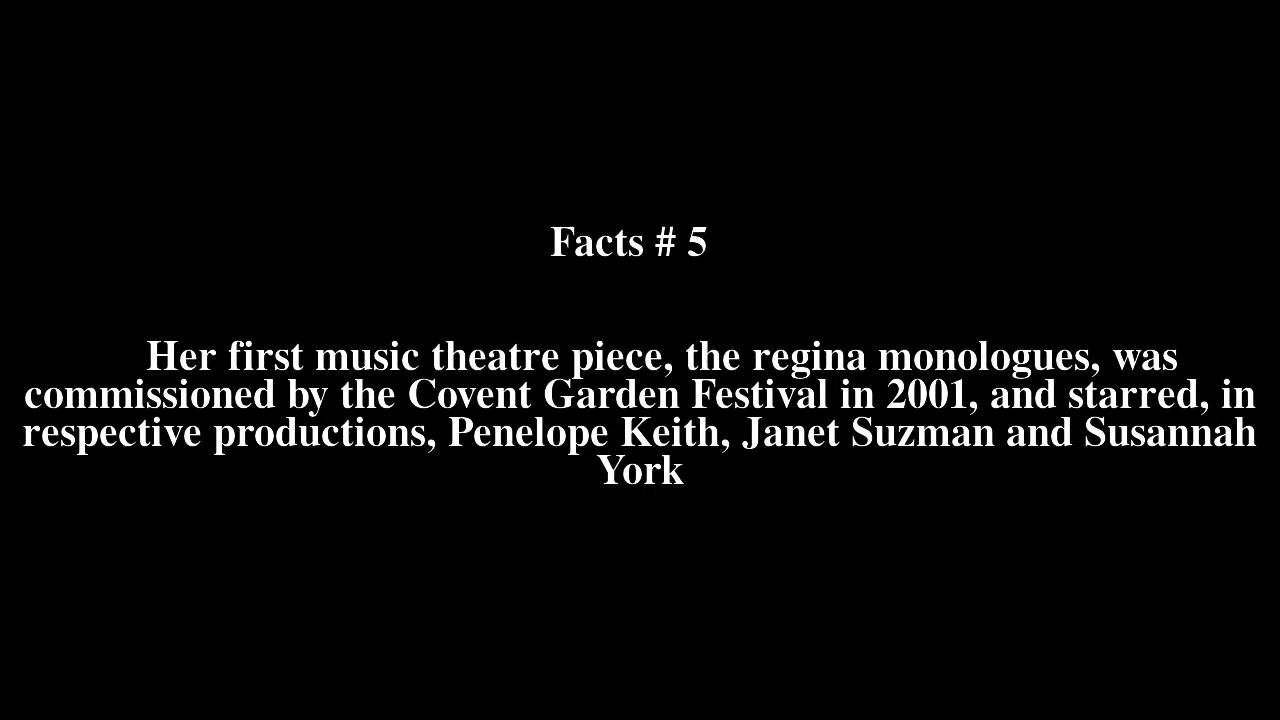 Facts # 5
Her first music theatre piece, the regina monologues, was
commissioned by the Covent Garden Festival in 2001, and starred, in
respective productions, Penelope Keith, Janet Suzman and Susannah
York